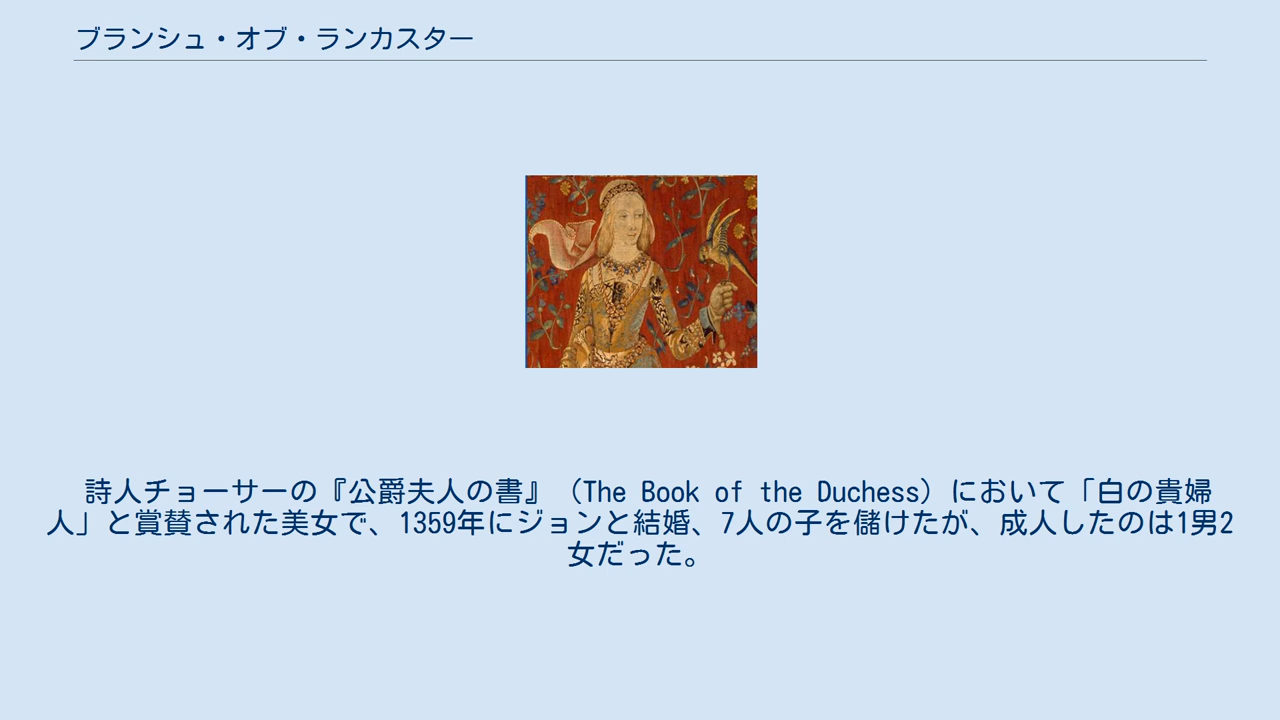 ブランシュ・オブ・ランカスター
詩人チョーサーの『公爵夫人の書』（The Book of the Duchess）において「白の貴婦
人」と賞賛された美女で、1359年にジョンと結婚、7人の子を儲けたが、成人したのは1男2
女だった。